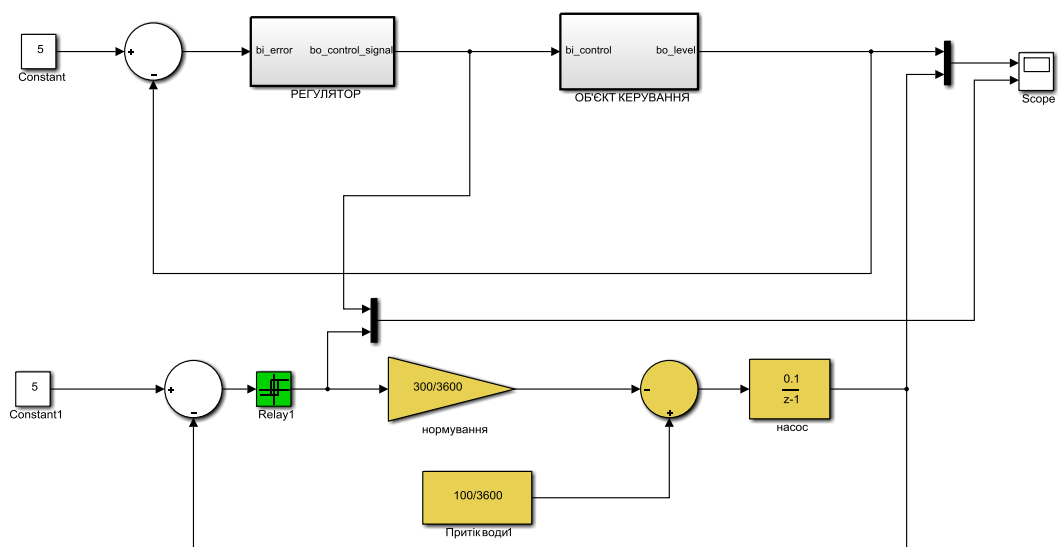 5
Constant
+
-
bi_error
bo_control_signal
РЕГУЛЯТОР
bi_control
bo_level
ОБ'ЄКТ КЕРУВАННЯ
Scope
5
Constant1
+
-
Relay1
300/3600
нормування
-
+
0.1
z-1
насос
100/3600
Притік води1